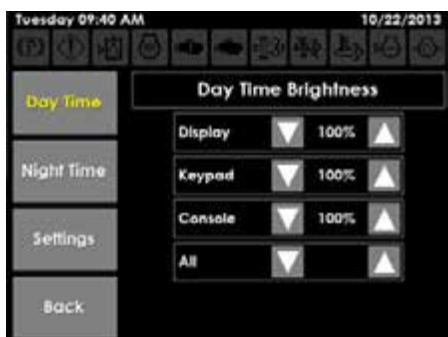 Tuesday 09:40 AM 10/22/2013
Day Time
Day Time Brightness
Display 100%
Night Time
Keypad 100%
Console 100%
Settings
All
Back